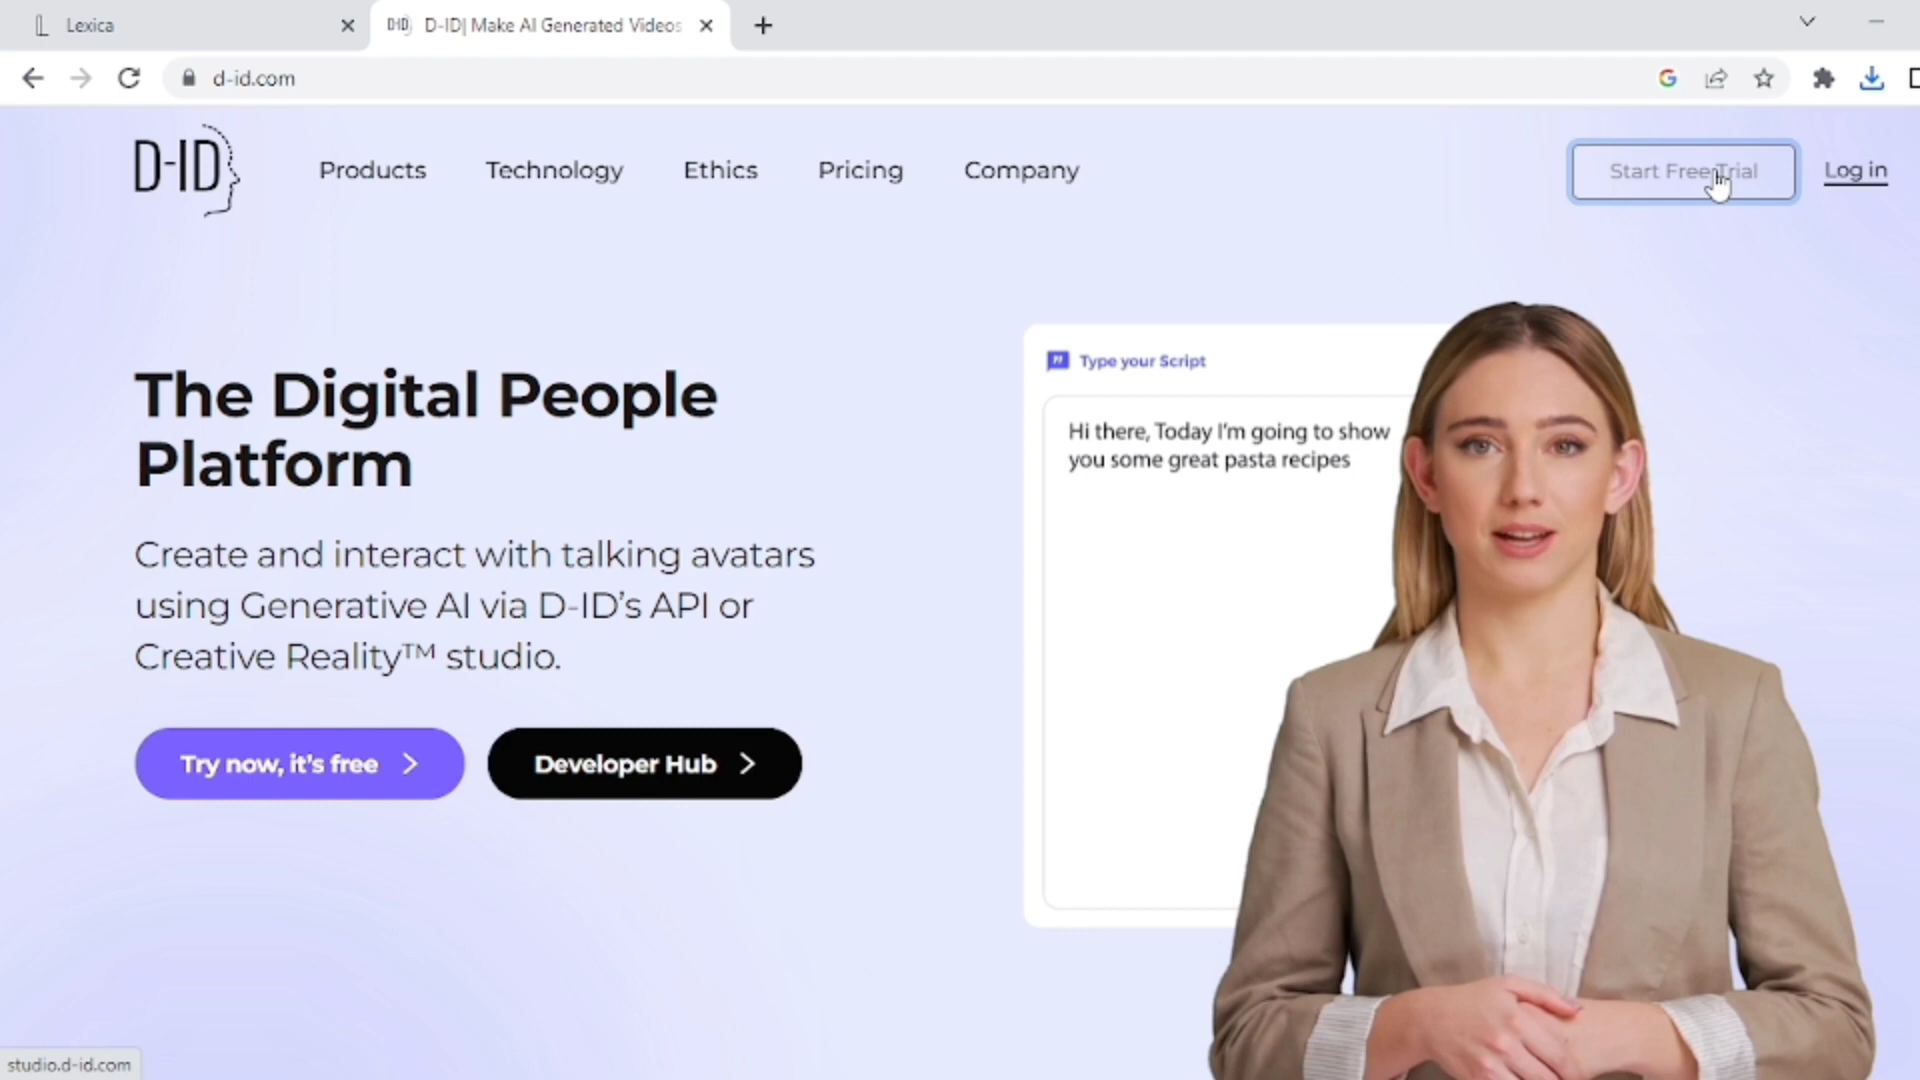 Lexica
D-ID D-ID| Make AI Generated Videos
d-id.com
D-ID
Products Technology Ethics Pricing Company
Start Free Trial
Log in
The Digital People
Platform
Create and interact with talking avatars
using Generative AI via D-ID’s API or
Creative Reality™ studio.
Try now, it’s free
Developer Hub
Type your Script
Hi there, Today I’m going to show
you some great pasta recipes
studio.d-id.com